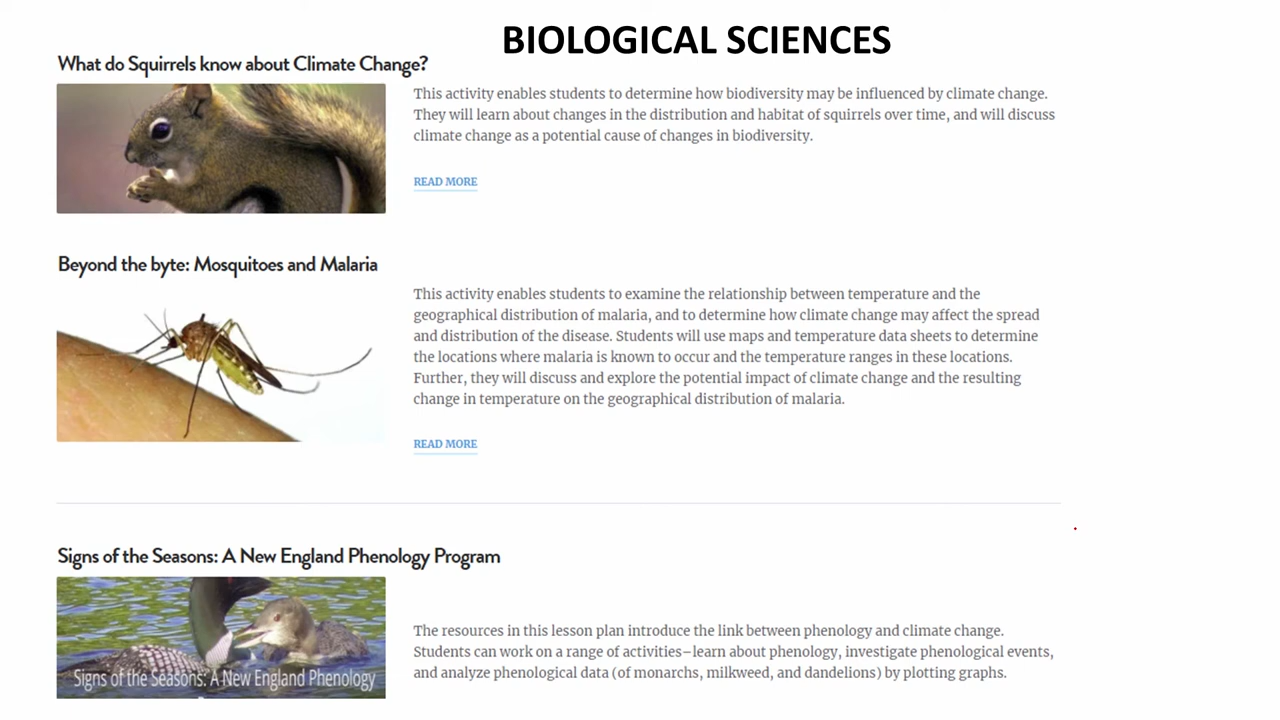 BIOLOGICAL SCIENCES
What do Squirrels know about Climate Change?
This activity enables students to determine how biodiversity may be influenced by climate change.
They will learn about changes in the distribution and habitat of squirrels over time, and will discuss
climate change as a potential cause of changes in biodiversity.
READ MORE
Beyond the byte: Mosquitoes and Malaria
This activity enables students to examine the relationship between temperature and the
geographical distribution of malaria, and to determine how climate change may affect the spread
and distribution of the disease. Students will use maps and temperature data sheets to determine
the locations where malaria is known to occur and the temperature ranges in these locations.
Further, they will discuss and explore the potential impact of climate change and the resulting
change in temperature on the geographical distribution of malaria.
READ MORE
Signs of the Seasons: A New England Phenology Program
Signs of the Seasons: A New England Phenology
The resources in this lesson plan introduce the link between phenology and climate change.
Students can work on a range of activities–learn about phenology, investigate phenological events,
and analyze phenological data (of monarchs, milkweed, and dandelions) by plotting graphs.